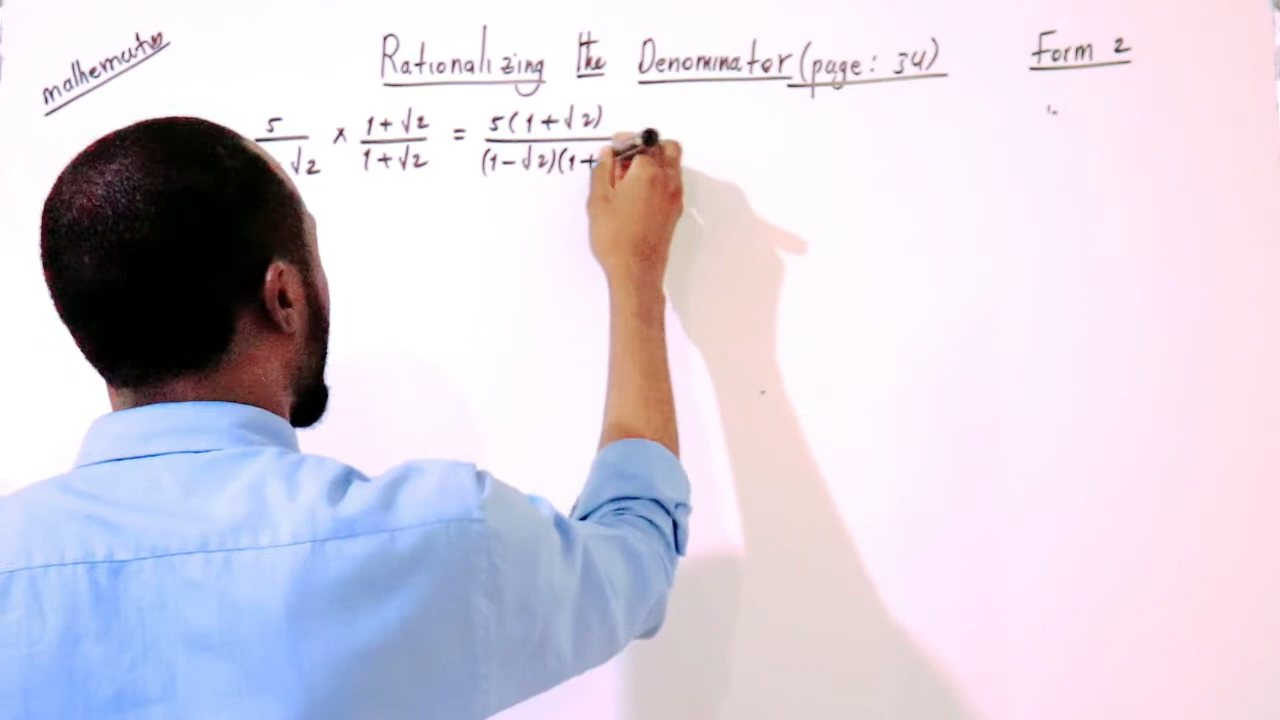 mathematics
Rationalizing the Denominator (page: 34)
Form 2
5/√2 × 1+√2/1+√2 = 5(1+√2)/(1-√2)(1+